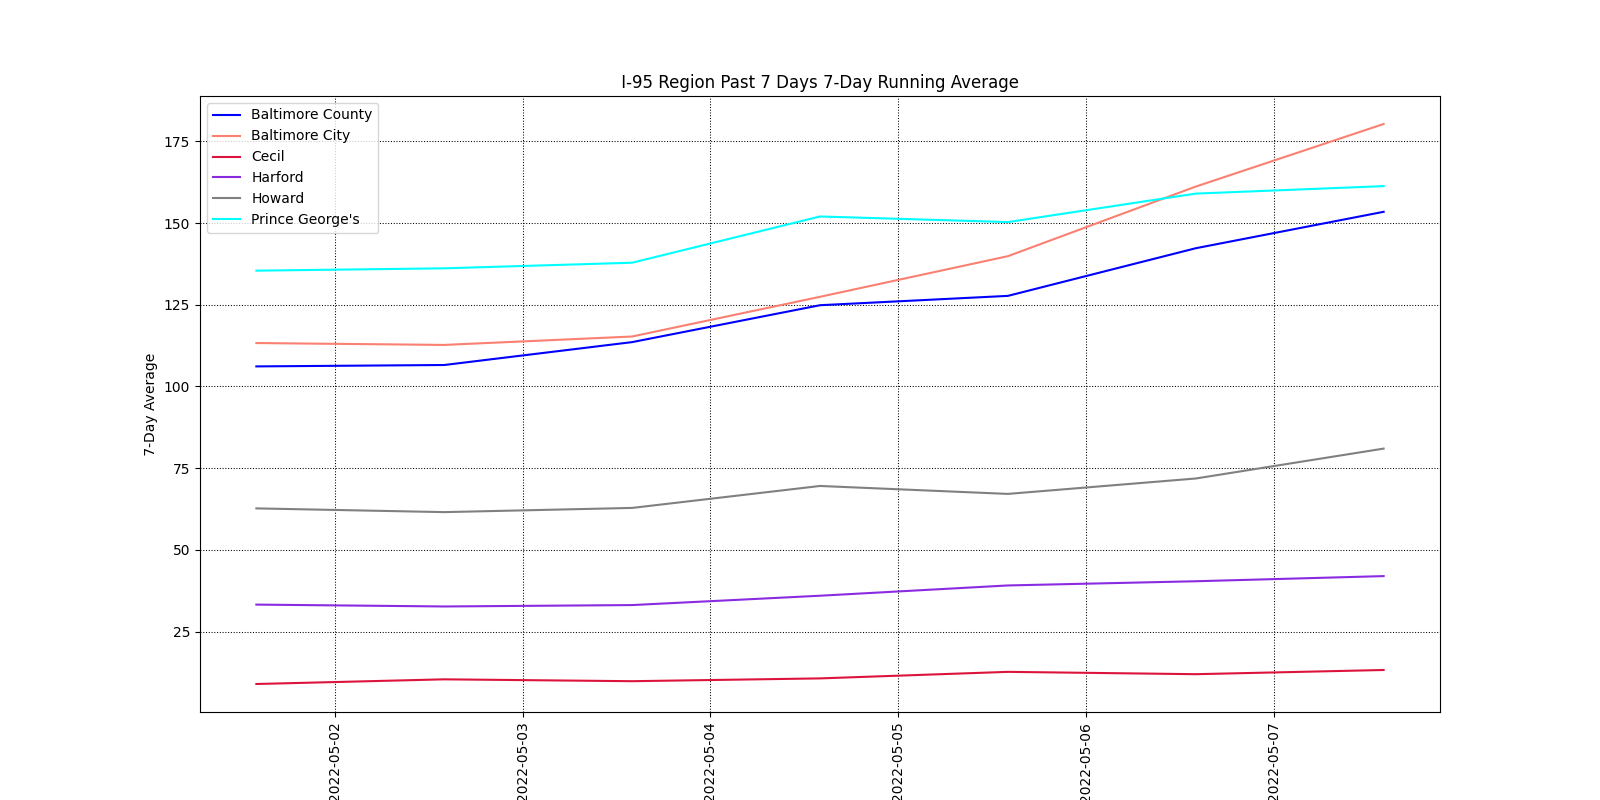 I-95 Region Past 7 Days 7-Day Running Average
Baltimore County
Baltimore City
Cecil
Harford
Howard
Prince George's
7-Day Average
175
150
125
100
75
50
25
2022-05-02
2022-05-03
2022-05-04
2022-05-05
2022-05-06
2022-05-07